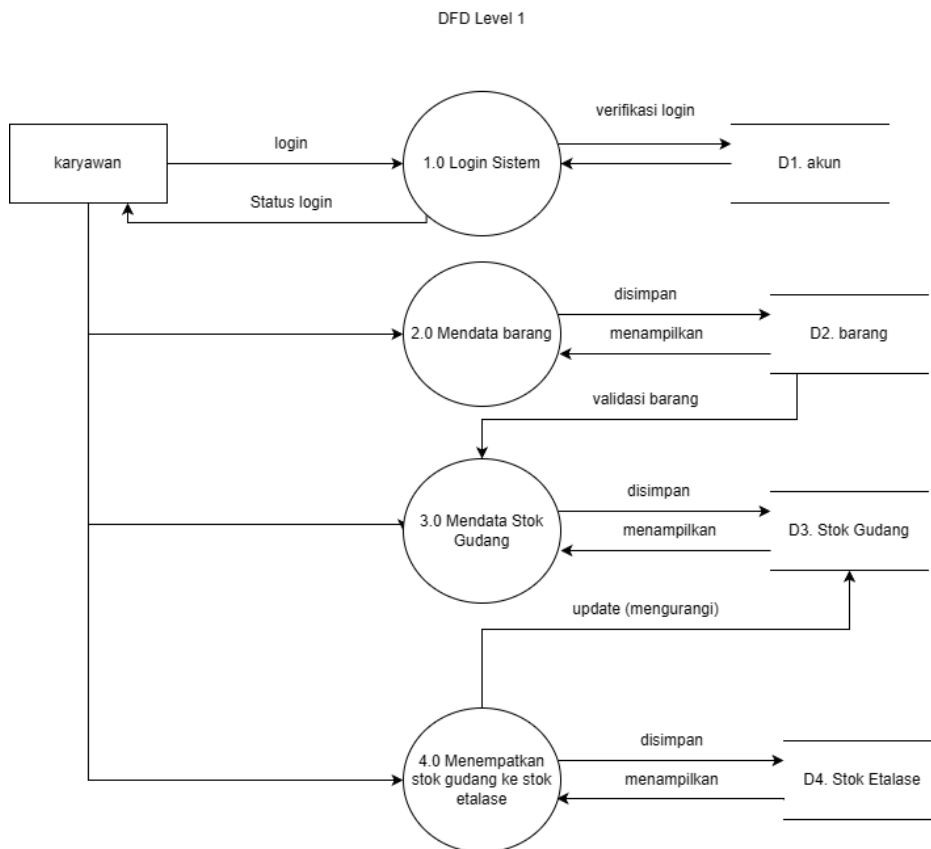 DFD Level 1
verifikasi login
login
karyawan
1.0 Login Sistem
D1. akun
Status login
disimpan
2.0 Mendata barang
menampilkan
D2. barang
validasi barang
disimpan
3.0 Mendata Stok
Gudang
menampilkan
D3. Stok Gudang
update (mengurangi)
disimpan
4.0 Menempatkan
stok gudang ke stok
etalase
menampilkan
D4. Stok Etalase